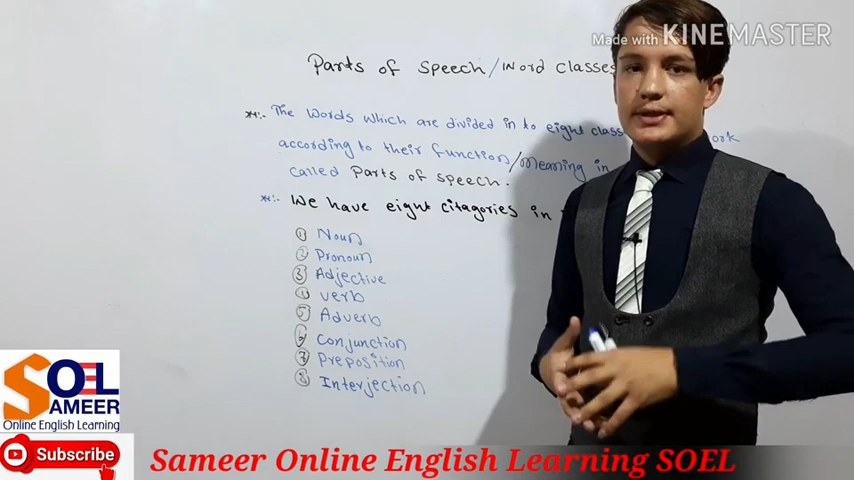 Made with KINEMASTER
Parts of speech/Word classes
**:- The Words which are divided in to eight class ork
according to their function/Meaning in
called Parts of speech.
**:- We have eight citagories in
① Noun
② Pronoun
③ Adjective
④ verb
⑤ Adverb
⑥ conjunction
⑦ preposition
⑧ Interjection
SOEL
SAMEER
Online English Learning
Subscribe
Sameer Online English Learning SOEL